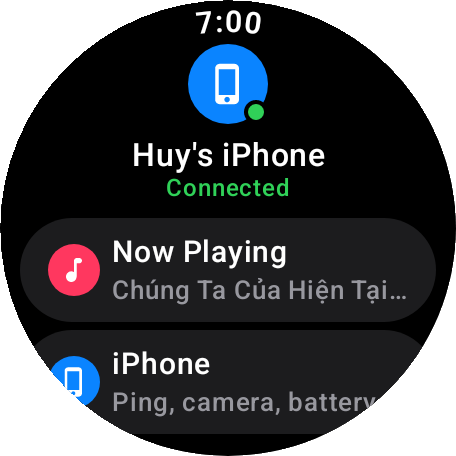 7:00
Huy's iPhone
Connected
Now Playing
Chúng Ta Của Hiện Tại...
iPhone
Ping, camera, battery